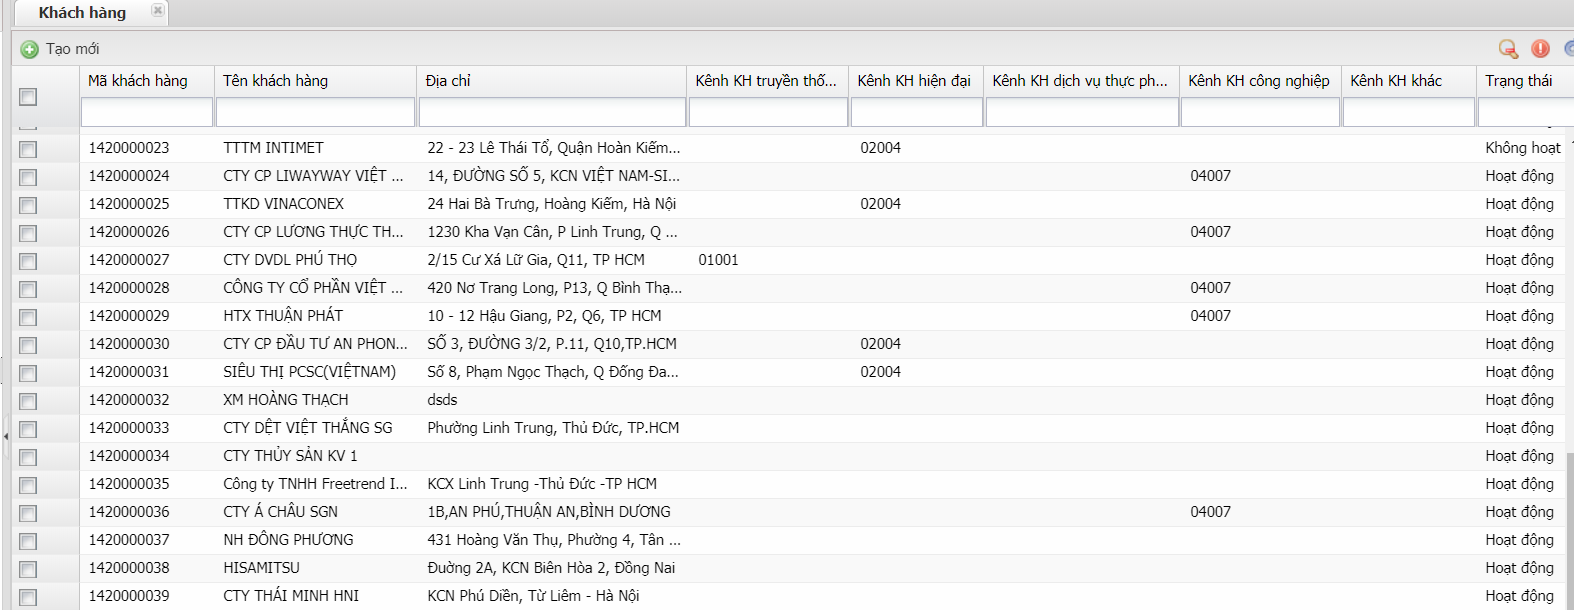 Khách hàng
Tạo mới
Mã khách hàng Tên khách hàng Địa chỉ Kênh KH truyền thố... Kênh KH hiện đại Kênh KH dịch vụ thực ph... Kênh KH công nghiệp Kênh KH khác Trạng thái
1420000023 TTTM INTIMET 22 - 23 Lê Thái Tổ, Quận Hoàn Kiếm... 02004 Không hoạt
1420000024 CTY CP LIWAYWAY VIỆT ... 14, ĐƯỜNG SỐ 5, KCN VIỆT NAM-SI... 04007 Hoạt động
1420000025 TTKD VINACONEX 24 Hai Bà Trưng, Hoàng Kiếm, Hà Nội 02004 Hoạt động
1420000026 CTY CP LƯƠNG THỰC TH... 1230 Kha Vạn Cân, P Linh Trung, Q ... 04007 Hoạt động
1420000027 CTY DVDL PHÚ THỌ 2/15 Cư Xá Lữ Gia, Q11, TP HCM 01001 Hoạt động
1420000028 CÔNG TY CỔ PHẦN VIỆT ... 420 Nơ Trang Long, P13, Q Bình Thạ... 04007 Hoạt động
1420000029 HTX THUẬN PHÁT 10 - 12 Hậu Giang, P2, Q6, TP HCM 04007 Hoạt động
1420000030 CTY CP ĐẦU TƯ AN PHON... SỐ 3, ĐƯỜNG 3/2, P.11, Q10,TP.HCM 02004 Hoạt động
1420000031 SIÊU THỊ PCSC(VIỆTNAM) Số 8, Phạm Ngọc Thạch, Q Đống Đa... 02004 Hoạt động
1420000032 XM HOÀNG THẠCH dsds Hoạt động
1420000033 CTY DỆT VIỆT THẮNG SG Phường Linh Trung, Thủ Đức, TP.HCM Hoạt động
1420000034 CTY THỦY SẢN KV 1 Hoạt động
1420000035 Công ty TNHH Freetrend I... KCX Linh Trung -Thủ Đức -TP HCM Hoạt động
1420000036 CTY Á CHÂU SGN 1B,AN PHÚ,THUẬN AN,BÌNH DƯƠNG 04007 Hoạt động
1420000037 NH ĐÔNG PHƯƠNG 431 Hoàng Văn Thụ, Phường 4, Tân ... Hoạt động
1420000038 HISAMITSU Đuờng 2A, KCN Biên Hòa 2, Đồng Nai Hoạt động
1420000039 CTY THÁI MINH HNI KCN Phú Diền, Từ Liêm - Hà Nội Hoạt động